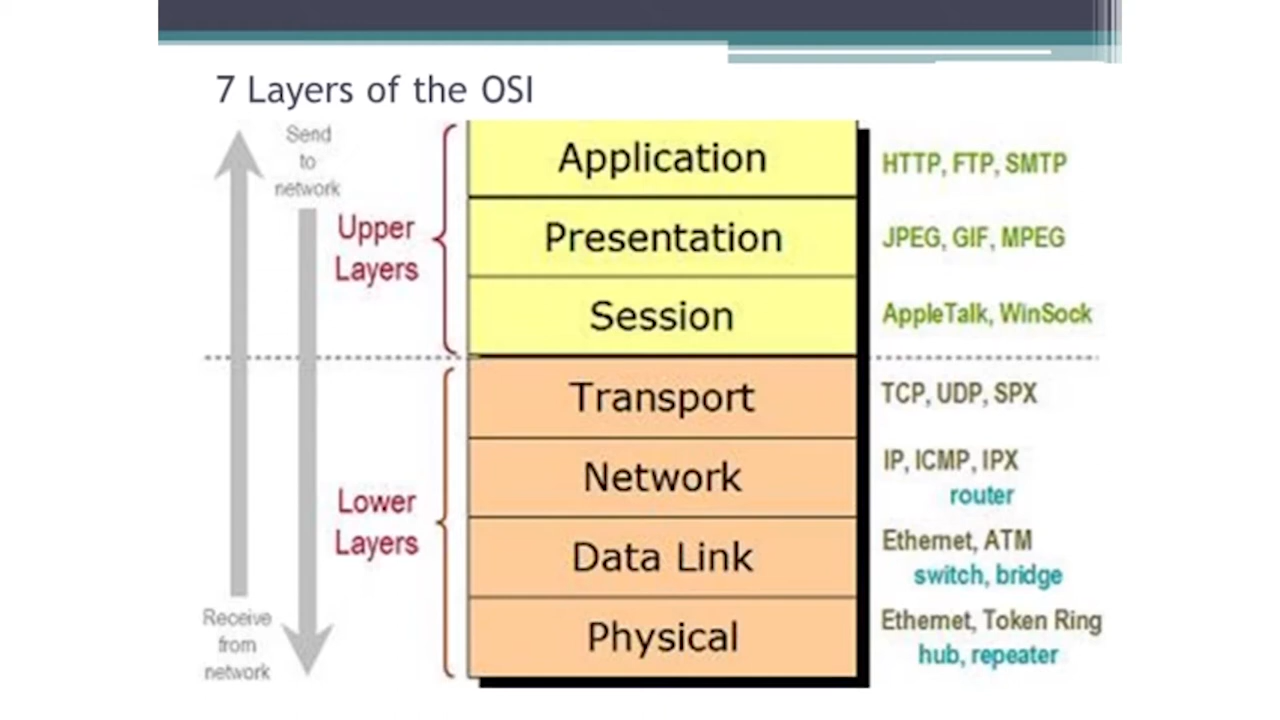 7 Layers of the OSI
Send
to
network
Upper
Layers
Application
HTTP, FTP, SMTP
Presentation
JPEG, GIF, MPEG
Session
AppleTalk, WinSock
Transport
TCP, UDP, SPX
Network
IP, ICMP, IPX
router
Lower
Layers
Data Link
Ethernet, ATM
switch, bridge
Physical
Ethernet, Token Ring
hub, repeater
Receive
from
network